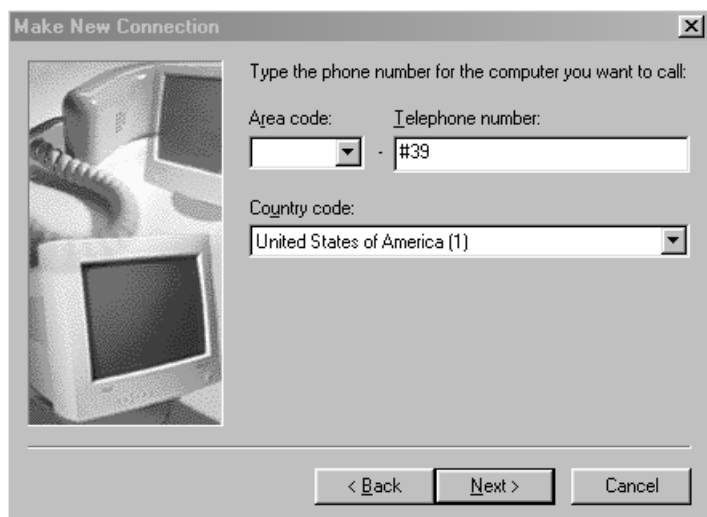 Make New Connection
Type the phone number for the computer you want to call:
Area code: Telephone number:
- #39
Country code:
United States of America (1)
< Back Next > Cancel